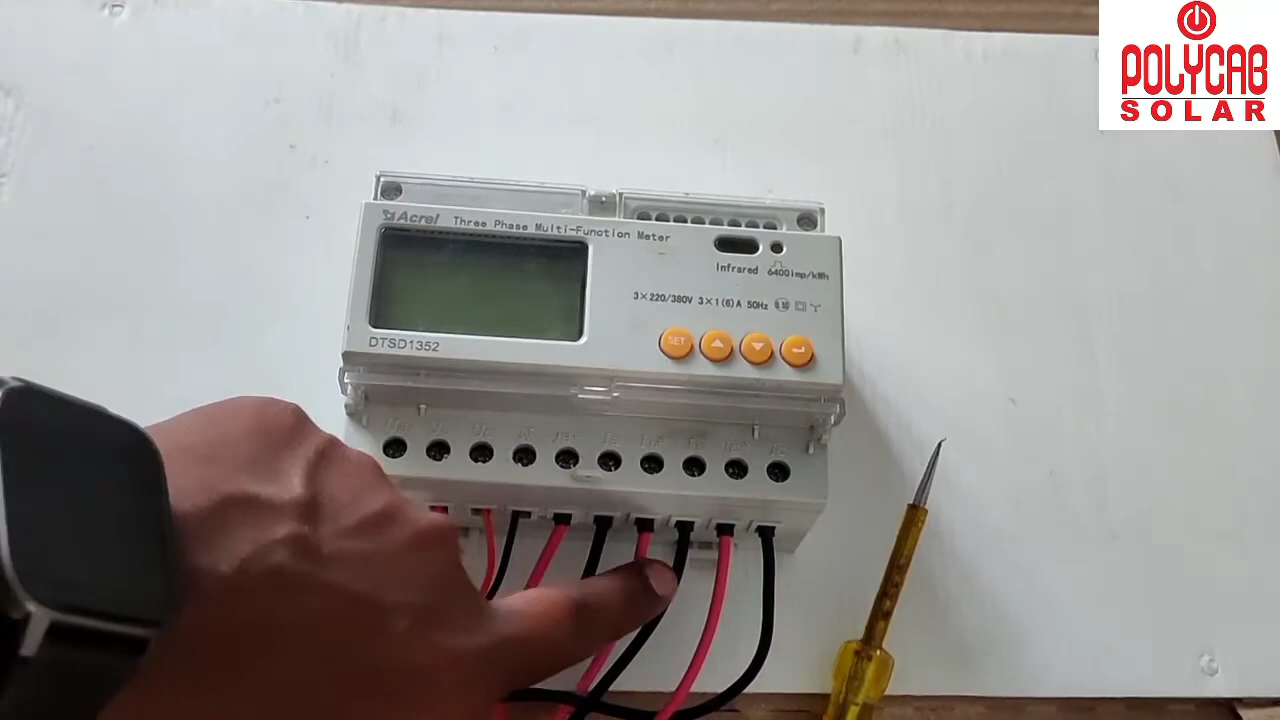 POLYCAB
SOLAR
Acrel Three Phase Multi-Function Meter
Infrared 6400imp/kWh
3×220/380V 3×1(6)A 50Hz
SET
DTSD1352